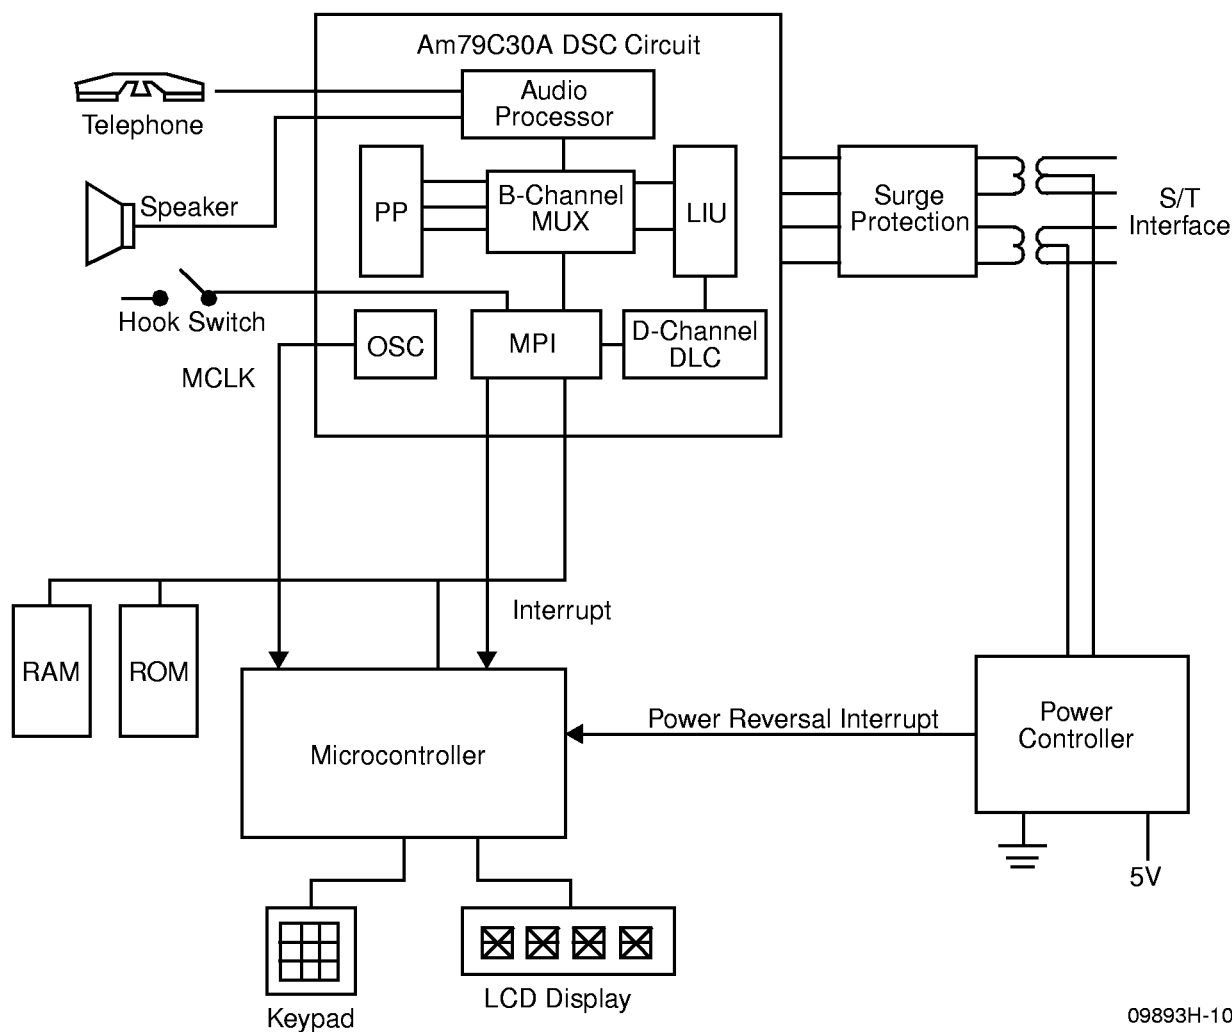 Am79C30A DSC Circuit
Telephone
Audio
Processor
Speaker
PP
B-Channel
MUX
LIU
Surge
Protection
S/T
Interface
Hook Switch
OSC
MPI
D-Channel
DLC
MCLK
RAM
ROM
Interrupt
Microcontroller
Power Reversal Interrupt
Power
Controller
5V
Keypad
LCD Display
09893H-10